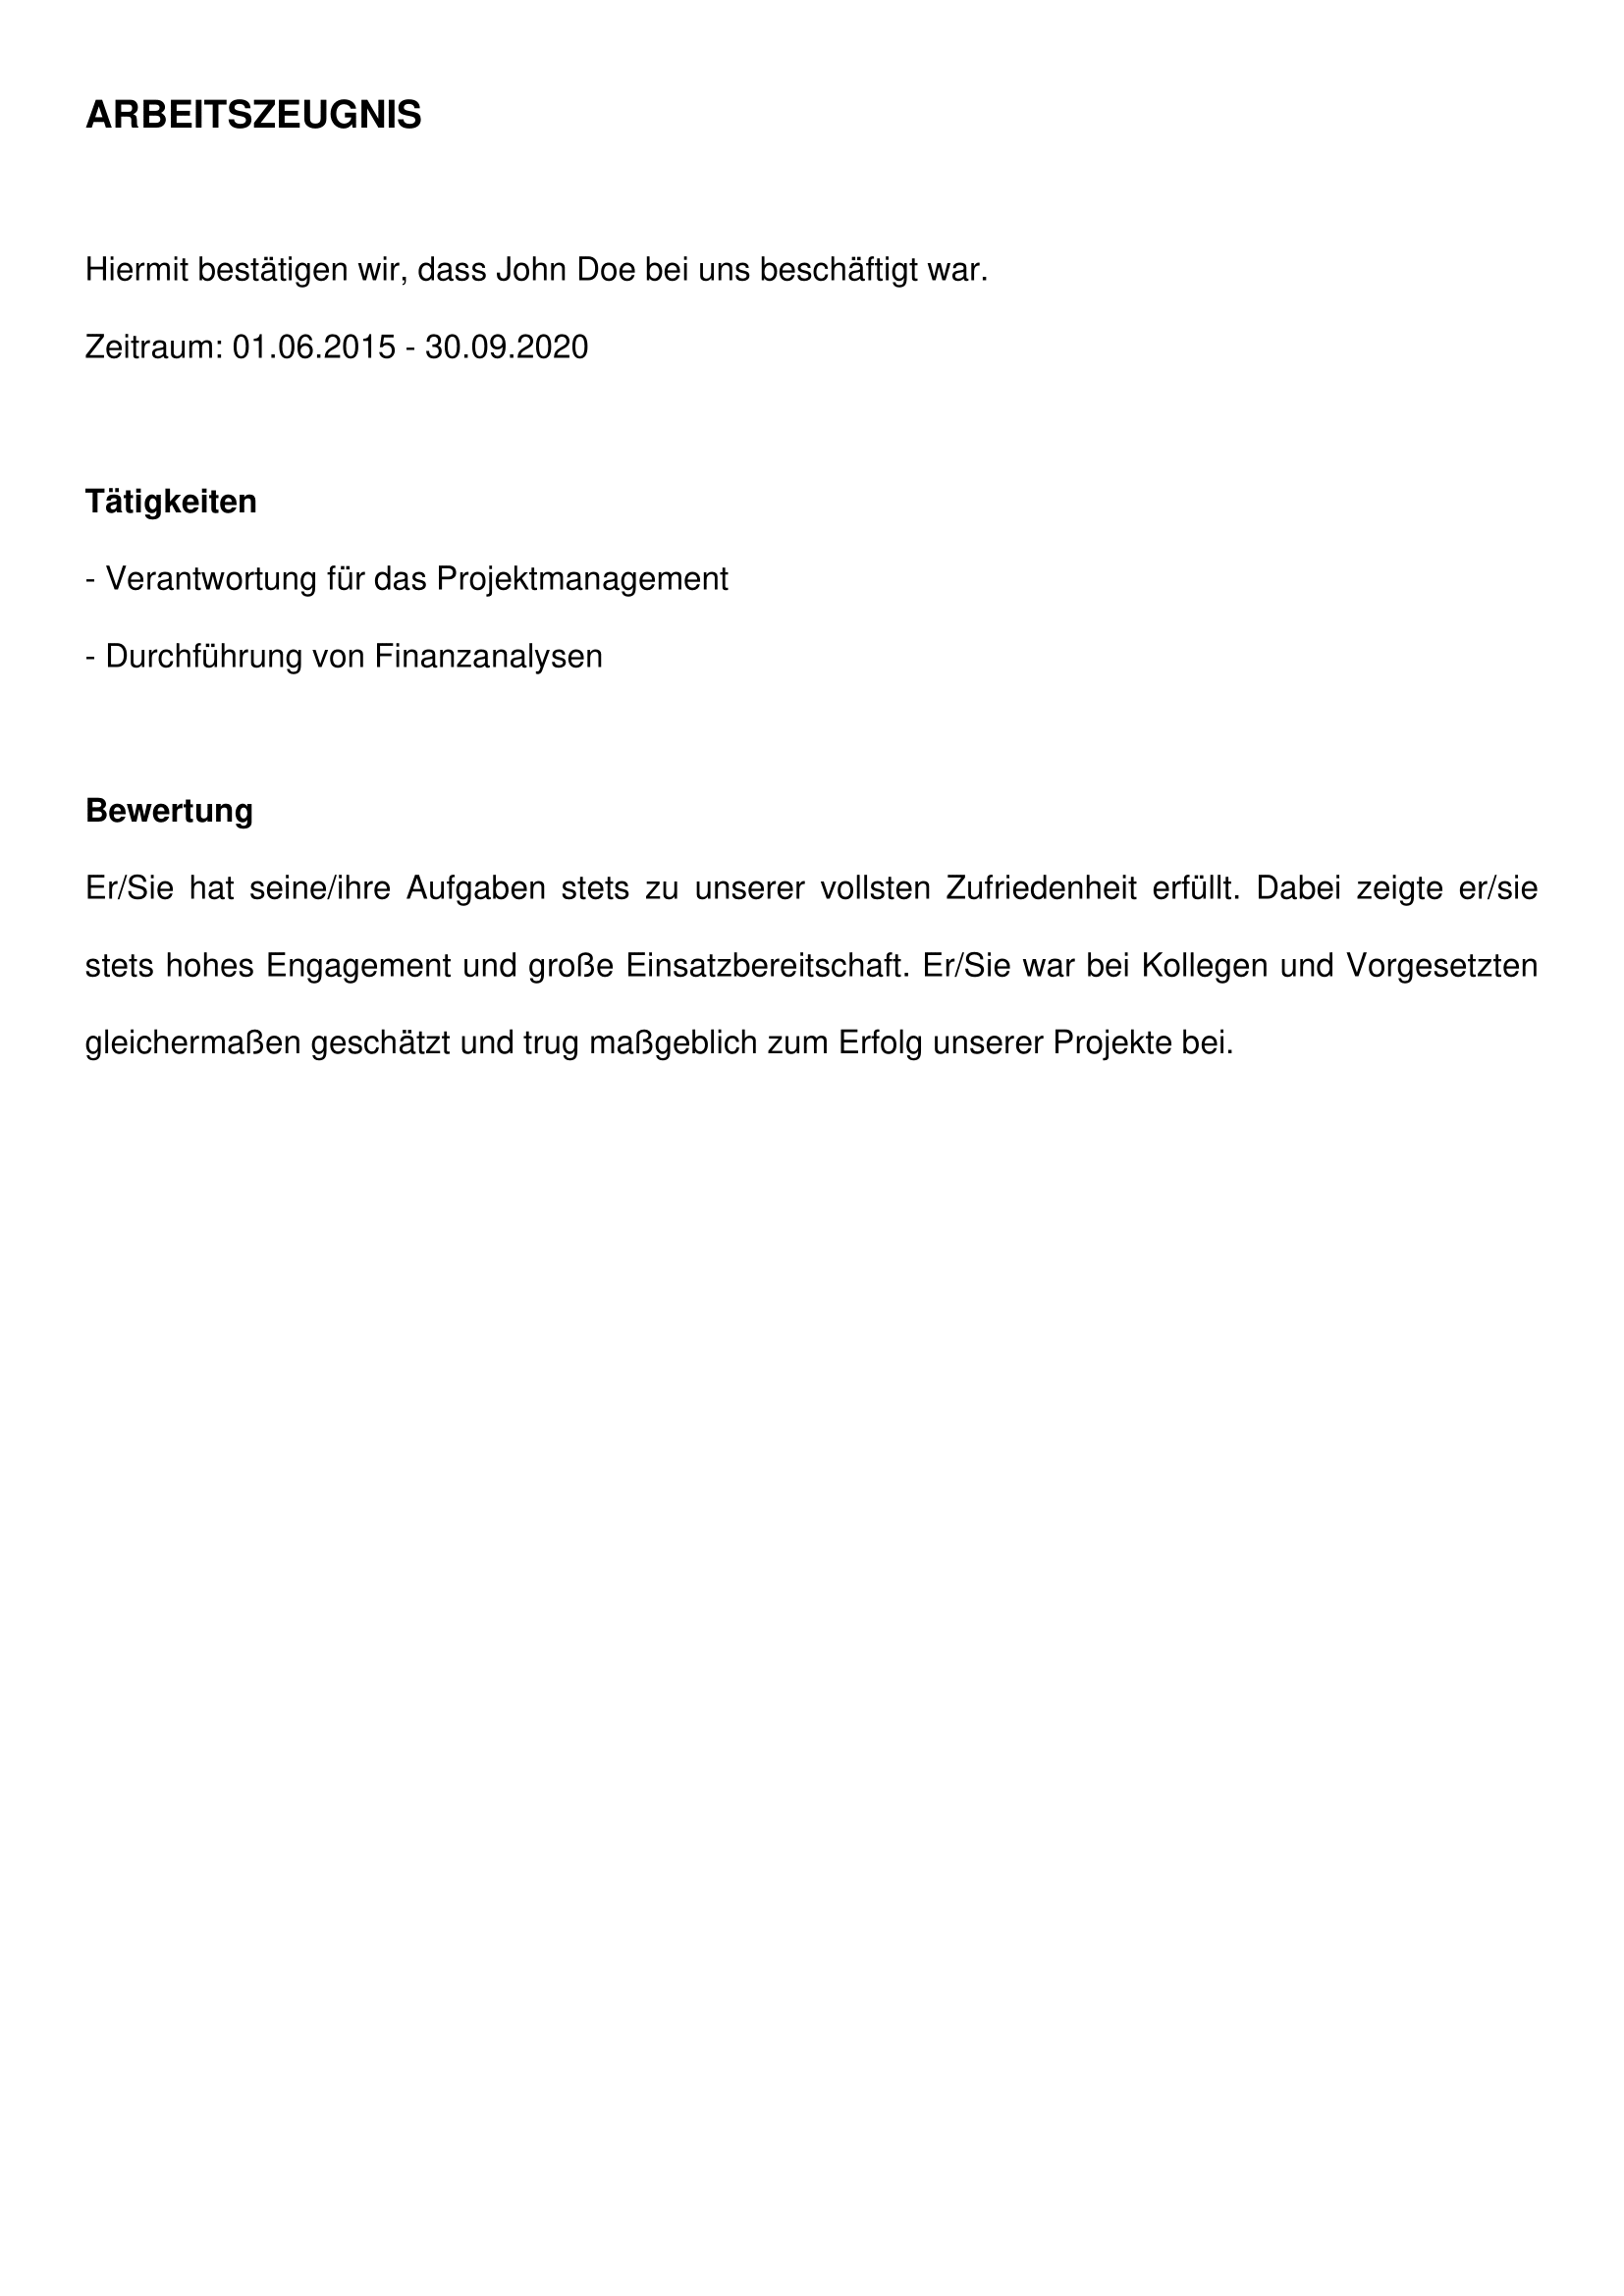 ARBEITSZEUGNIS
Hiermit bestätigen wir, dass John Doe bei uns beschäftigt war.
Zeitraum: 01.06.2015 - 30.09.2020
Tätigkeiten
- Verantwortung für das Projektmanagement
- Durchführung von Finanzanalysen
Bewertung
Er/Sie hat seine/ihre Aufgaben stets zu unserer vollsten Zufriedenheit erfüllt. Dabei zeigte er/sie
stets hohes Engagement und große Einsatzbereitschaft. Er/Sie war bei Kollegen und Vorgesetzten
gleichermaßen geschätzt und trug maßgeblich zum Erfolg unserer Projekte bei.